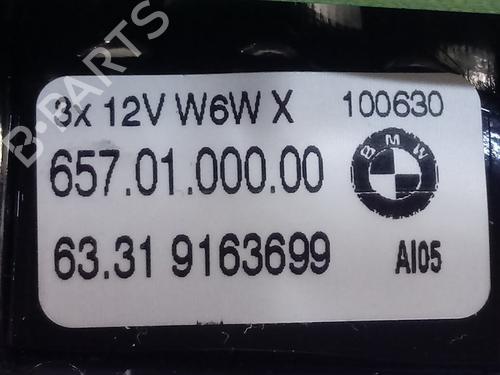 3x 12V W6W X 100630
657.01.000.00
BMW
63.31 9163699 AI05
B-PARTS